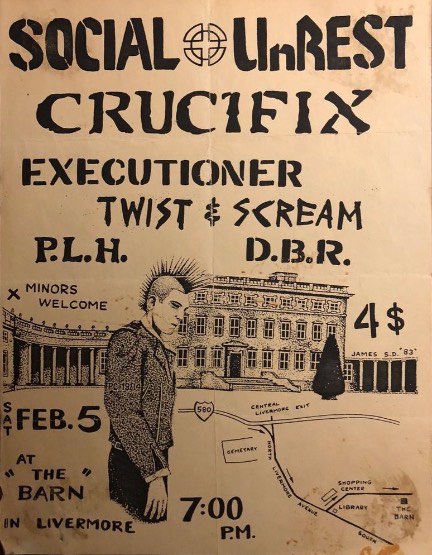 SOCIAL UnREST
CRUCIFIX
EXECUTIONER
TWIST & SCREAM
P.L.H. D.B.R.
X MINORS
WELCOME
4$
JAMES S.D. "83"
SAT FEB. 5
AT
"THE"
BARN
IN LIVERMORE
7:00
P.M.
580
CENTRAL
LIVERMORE EXIT
CEMETARY
NORTH
LIVERMORE
AVENUE
SOUTH
SHOPPING
CENTER
LIBRARY
THE
BARN